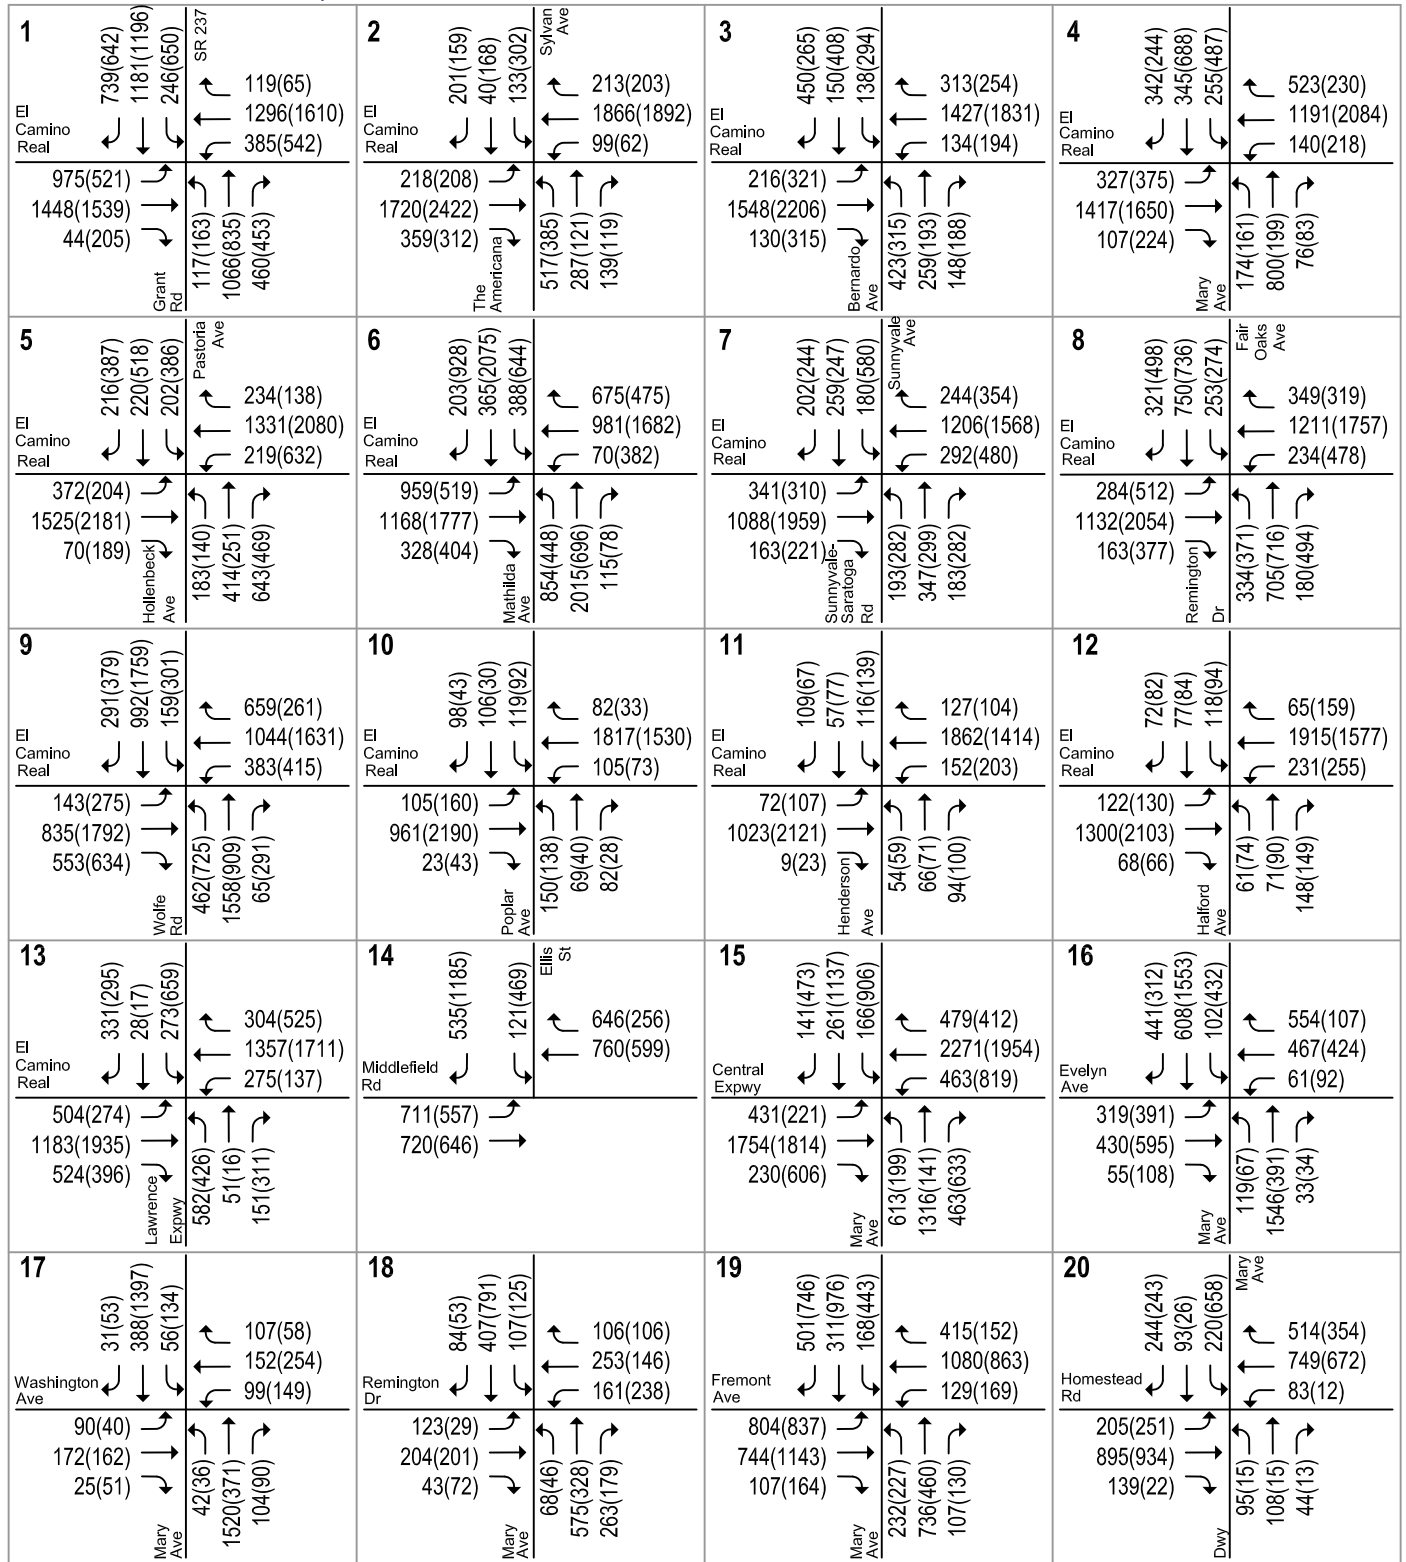 1
739(642)
1181(1196)
246(650)
SR 237
119(65)
1296(1610)
385(542)
El
Camino
Real
975(521)
1448(1539)
44(205)
Grant
Rd
117(163)
1066(835)
460(453)
2
201(159)
40(168)
133(302)
Sylvan
Ave
213(203)
1866(1892)
99(62)
El
Camino
Real
218(208)
1720(2422)
359(312)
The
Americana
517(385)
287(121)
139(119)
3
450(265)
150(408)
138(294)
313(254)
1427(1831)
134(194)
El
Camino
Real
216(321)
1548(2206)
130(315)
Bernardo
Ave
423(315)
259(193)
148(188)
4
342(244)
345(688)
255(487)
523(230)
1191(2084)
140(218)
El
Camino
Real
327(375)
1417(1650)
107(224)
Mary
Ave
174(161)
800(199)
76(83)
5
216(387)
220(518)
202(386)
Pastoria
Ave
234(138)
1331(2080)
219(632)
El
Camino
Real
372(204)
1525(2181)
70(189)
Hollenbeck
Ave
183(140)
414(251)
643(469)
6
203(928)
365(2075)
388(644)
675(475)
981(1682)
70(382)
El
Camino
Real
959(519)
1168(1777)
328(404)
Mathilda
Ave
854(448)
2015(696)
115(78)
7
202(244)
259(247)
180(580)
Sunnyvale
Ave
244(354)
1206(1568)
292(480)
El
Camino
Real
341(310)
1088(1959)
163(221)
Sunnyvale-
Saratoga
Rd
193(282)
347(299)
183(282)
8
321(498)
750(736)
253(274)
Fair
Oaks
Ave
349(319)
1211(1757)
234(478)
El
Camino
Real
284(512)
1132(2054)
163(377)
Remington
Dr
334(371)
705(716)
180(494)
9
291(379)
992(1759)
159(301)
659(261)
1044(1631)
383(415)
El
Camino
Real
143(275)
835(1792)
553(634)
Wolfe
Rd
462(725)
1558(909)
65(291)
10
98(43)
106(30)
119(92)
82(33)
1817(1530)
105(73)
El
Camino
Real
105(160)
961(2190)
23(43)
Poplar
Ave
150(138)
69(40)
82(28)
11
109(67)
57(77)
116(139)
127(104)
1862(1414)
152(203)
El
Camino
Real
72(107)
1023(2121)
9(23)
Henderson
Ave
54(59)
66(71)
94(100)
12
72(82)
77(84)
118(94)
65(159)
1915(1577)
231(255)
El
Camino
Real
122(130)
1300(2103)
68(66)
Halford
Ave
61(74)
71(90)
148(149)
13
331(295)
28(17)
273(659)
304(525)
1357(1711)
275(137)
El
Camino
Real
504(274)
1183(1935)
524(396)
Lawrence
Expwy
582(426)
51(16)
151(311)
14
535(1185)
121(469)
Ellis
St
646(256)
760(599)
Middlefield
Rd
711(557)
720(646)
15
141(473)
261(1137)
166(906)
479(412)
2271(1954)
463(819)
Central
Expwy
431(221)
1754(1814)
230(606)
Mary
Ave
613(199)
1316(141)
463(633)
16
441(312)
608(1553)
102(432)
554(107)
467(424)
61(92)
Evelyn
Ave
319(391)
430(595)
55(108)
Mary
Ave
119(67)
1546(391)
33(34)
17
31(53)
388(1397)
56(134)
107(58)
152(254)
99(149)
Washington
Ave
90(40)
172(162)
25(51)
Mary
Ave
42(36)
1520(371)
104(90)
18
84(53)
407(791)
107(125)
106(106)
253(146)
161(238)
Remington
Dr
123(29)
204(201)
43(72)
Mary
Ave
68(46)
575(328)
263(179)
19
501(746)
311(976)
168(443)
415(152)
1080(863)
129(169)
Fremont
Ave
804(837)
744(1143)
107(164)
Mary
Ave
232(227)
736(460)
107(130)
20
244(243)
93(26)
220(658)
Mary
Ave
514(354)
749(672)
83(12)
Homestead
Rd
205(251)
895(934)
139(22)
Dwy
95(15)
108(15)
44(13)